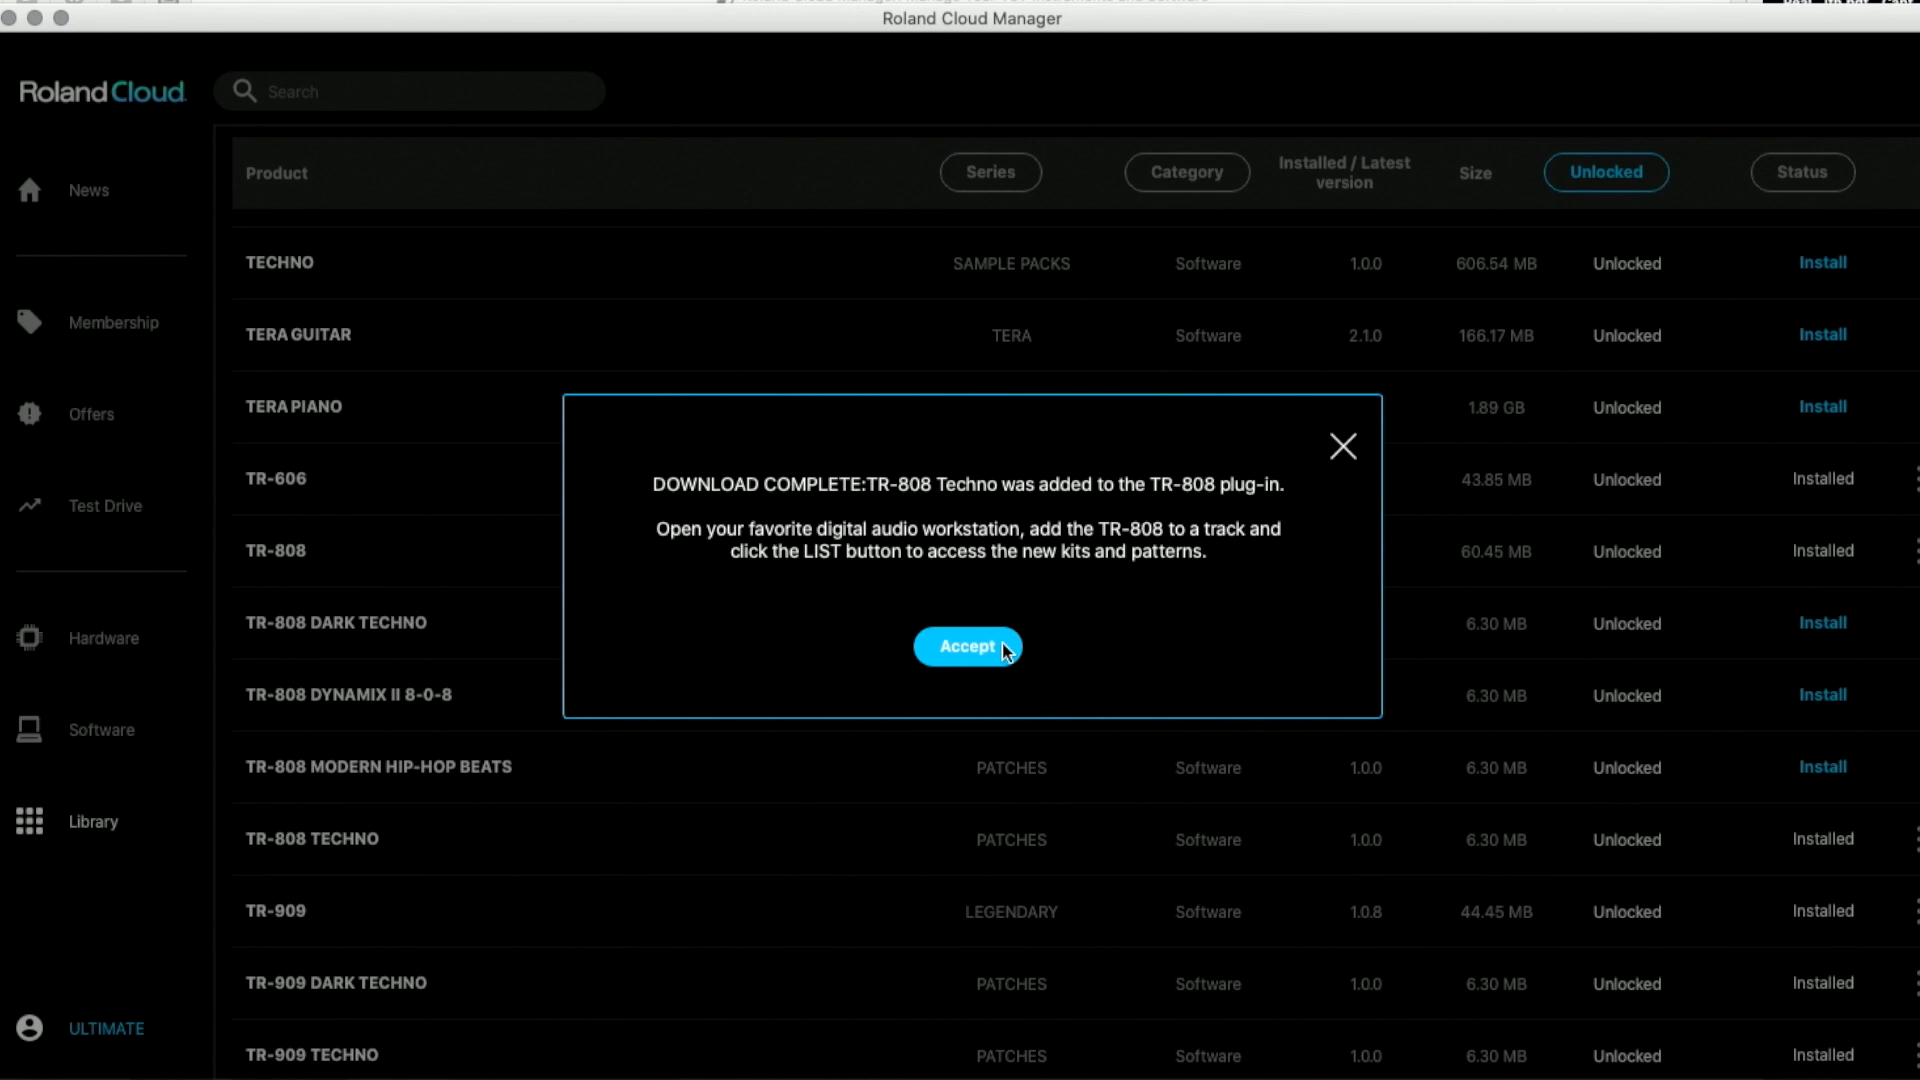 Roland Cloud Manager
Roland Cloud
Search
Product
Series
Category
Installed / Latest
version
Size
Unlocked
Status
News
Membership
Offers
Test Drive
Hardware
Software
Library
ULTIMATE
TECHNO SAMPLE PACKS Software 1.0.0 606.54 MB Unlocked Install
TERA GUITAR TERA Software 2.1.0 166.17 MB Unlocked Install
TERA PIANO 1.89 GB Unlocked Install
TR-606 43.85 MB Unlocked Installed
TR-808 60.45 MB Unlocked Installed
TR-808 DARK TECHNO 6.30 MB Unlocked Install
TR-808 DYNAMIX II 8-0-8 6.30 MB Unlocked Install
TR-808 MODERN HIP-HOP BEATS PATCHES Software 1.0.0 6.30 MB Unlocked Install
TR-808 TECHNO PATCHES Software 1.0.0 6.30 MB Unlocked Installed
TR-909 LEGENDARY Software 1.0.8 44.45 MB Unlocked Installed
TR-909 DARK TECHNO PATCHES Software 1.0.0 6.30 MB Unlocked Installed
TR-909 TECHNO PATCHES Software 1.0.0 6.30 MB Unlocked Installed
DOWNLOAD COMPLETE:TR-808 Techno was added to the TR-808 plug-in.
Open your favorite digital audio workstation, add the TR-808 to a track and
click the LIST button to access the new kits and patterns.
Accept